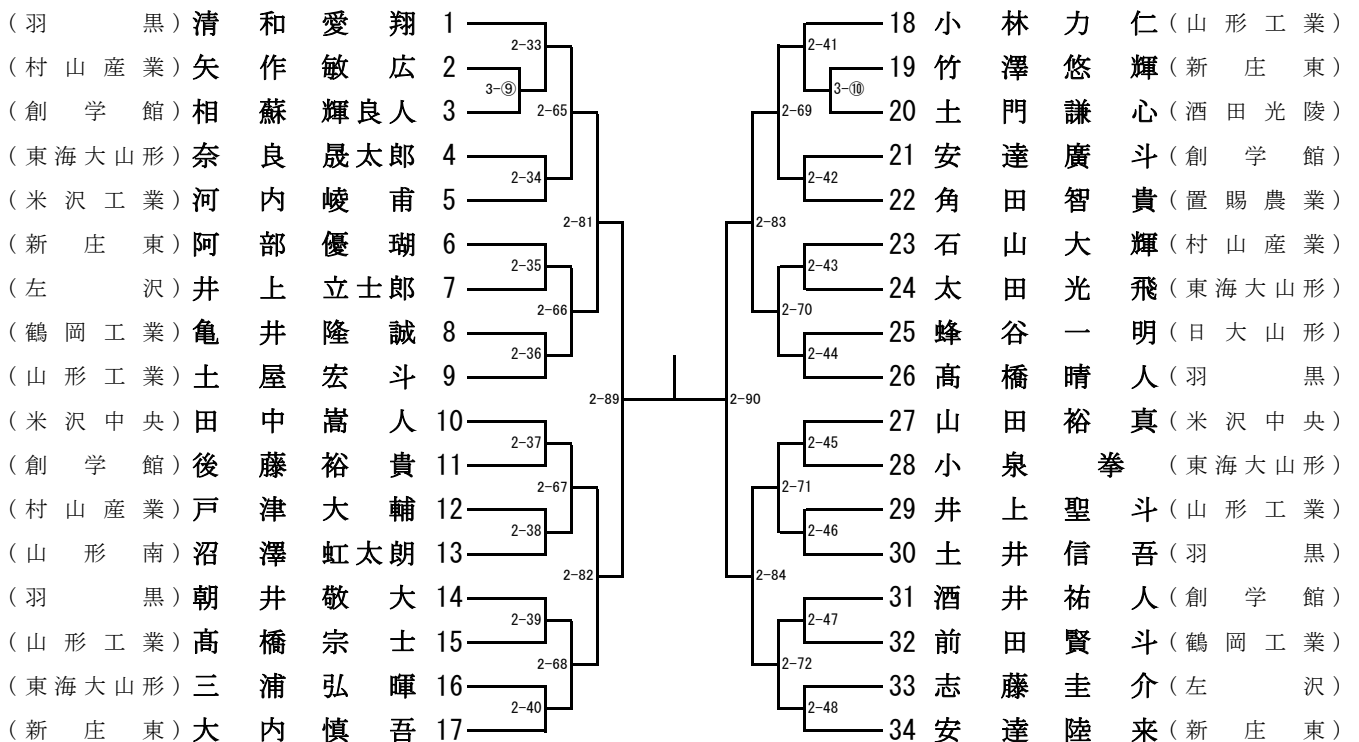 (羽黒) 清和愛翔 1
2-33
(村山産業) 矢作敏広 2
3-⑨
(創学館) 相蘇輝良人 3
2-65
(東海大山形) 奈良晟太郎 4
2-34
(米沢工業) 河内崚甫 5
2-81
(新庄東) 阿部優瑚 6
2-35
(左沢) 井上立士郎 7
2-66
(鶴岡工業) 亀井隆誠 8
2-36
(山形工業) 土屋宏斗 9
2-89
(米沢中央) 田中嵩人 10
2-37
(創学館) 後藤裕貴 11
2-67
(村山産業) 戸津大輔 12
2-38
(山形南) 沼澤虹太朗 13
2-82
(羽黒) 朝井敬大 14
2-39
(山形工業) 髙橋宗士 15
2-68
(東海大山形) 三浦弘暉 16
2-40
(新庄東) 大内慎吾 17
18 小林力仁 (山形工業)
2-41
19 竹澤悠輝 (新庄東)
3-⑩
20 土門謙心 (酒田光陵)
2-69
21 安達廣斗 (創学館)
2-42
22 角田智貴 (置賜農業)
2-83
23 石山大輝 (村山産業)
2-43
24 太田光飛 (東海大山形)
2-70
25 蜂谷一明 (日大山形)
2-44
26 髙橋晴人 (羽黒)
2-90
27 山田裕真 (米沢中央)
2-45
28 小泉拳 (東海大山形)
2-71
29 井上聖斗 (山形工業)
2-46
30 土井信吾 (羽黒)
2-84
31 酒井祐人 (創学館)
2-47
32 前田賢斗 (鶴岡工業)
2-72
33 志藤圭介 (左沢)
2-48
34 安達陸来 (新庄東)